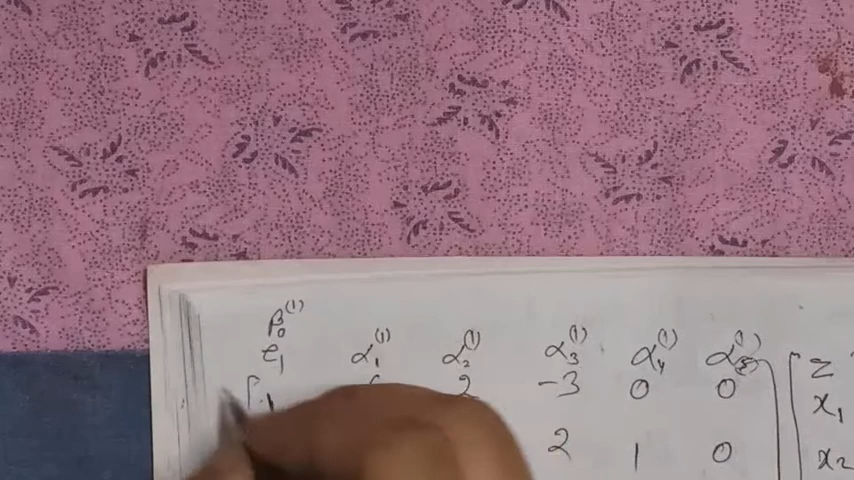 β₀⁽¹⁾
e₁ α₁⁽¹⁾ α₂⁽¹⁾ α₃⁽¹⁾ α₄⁽¹⁾ α₅⁽¹⁾
1 2 -3 0 0 z
x₁
2 1 0 x₂